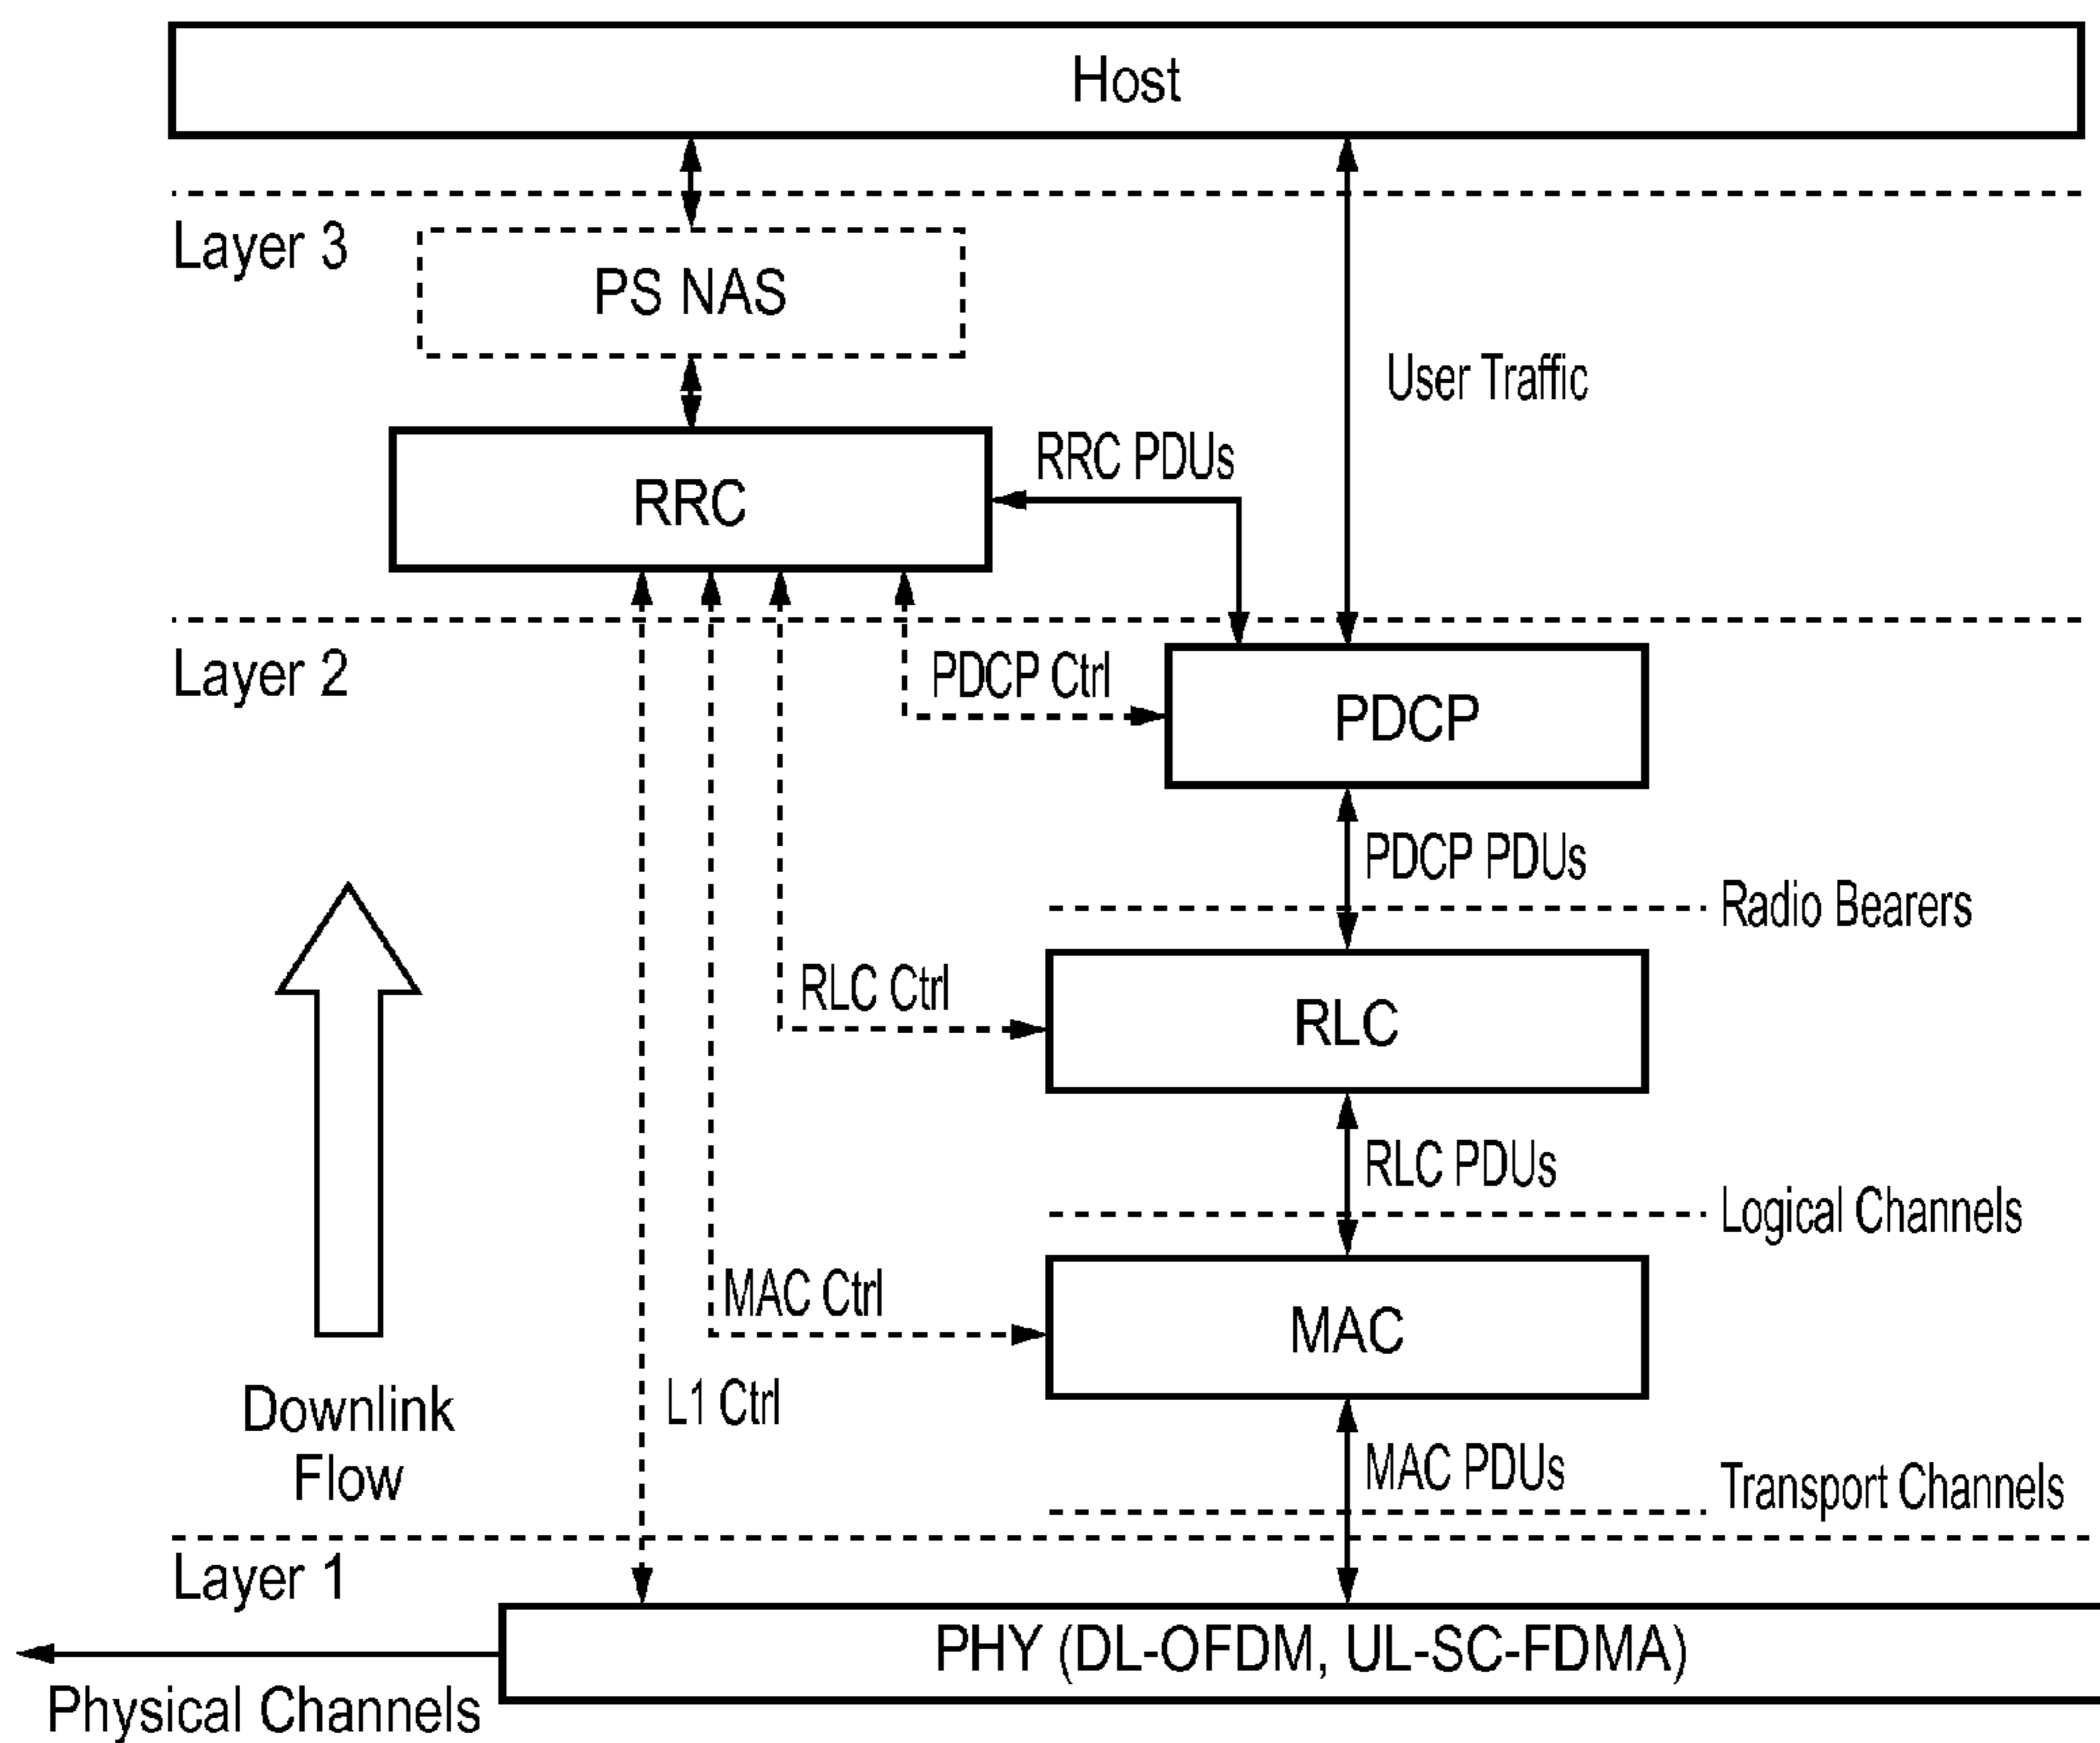 Host
Layer 3
PS NAS
User Traffic
RRC PDUs
RRC
Layer 2
PDCP Ctrl
PDCP
PDCP PDUs
Radio Bearers
RLC Ctrl
RLC
RLC PDUs
Logical Channels
MAC Ctrl
MAC
Downlink
Flow
L1 Ctrl
MAC PDUs
Transport Channels
Layer 1
PHY (DL-OFDM, UL-SC-FDMA)
Physical Channels